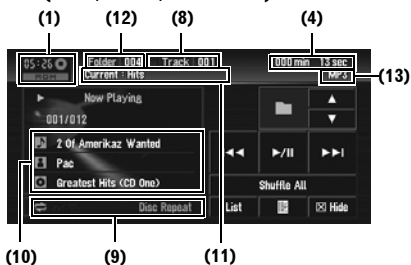 (1) (12) (8) (4)
05:26 Folder 004 Track 001 000 min 13 sec
ROM Current : Hits MP3
(13)
Now Playing
001/012
2 Of Amerikaz Wanted
Pac
Greatest Hits (CD One)
Shuffle All
Disc Repeat List Hide
(10) (9) (11)